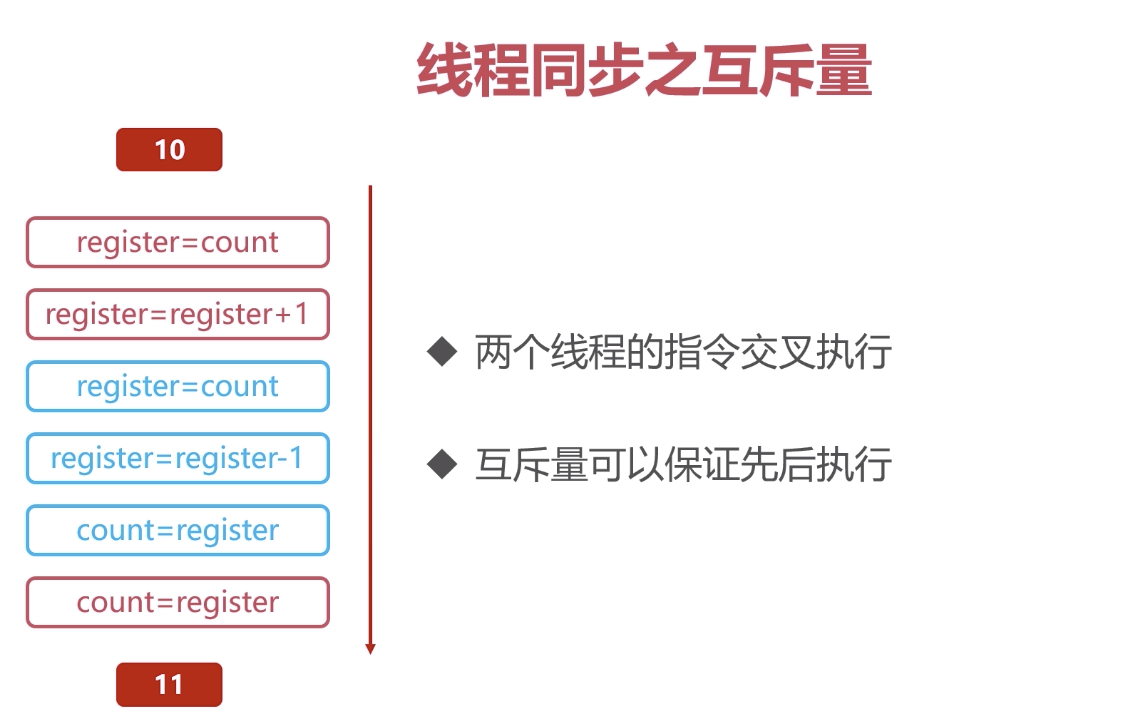 线程同步之互斥量
10
register=count
register=register+1
register=count
register=register-1
count=register
count=register
11
两个线程的指令交叉执行
互斥量可以保证先后执行